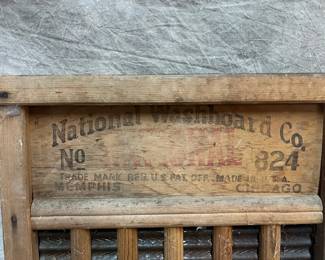 National Washboard Co.
No 824
TRADE MARK REG. U.S. PAT. OFF. MADE IN U.S.A.
MEMPHIS CHICAGO